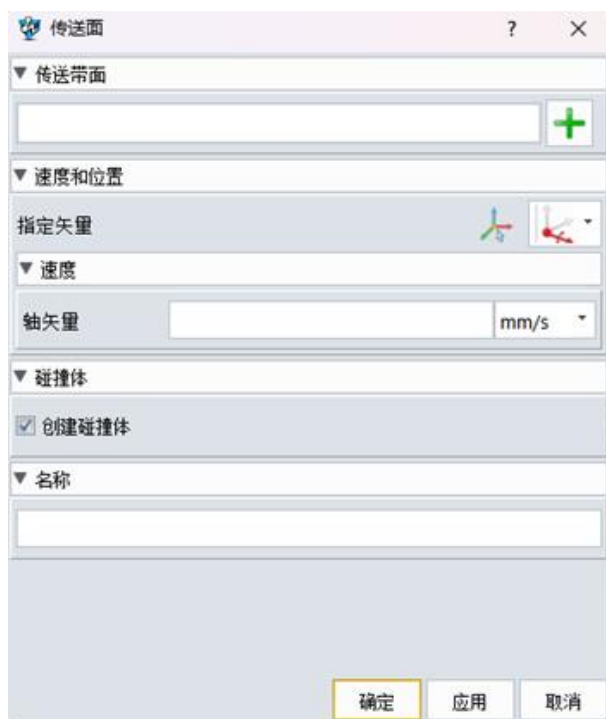 传送面 ?
传送带面
速度和位置
指定矢量
速度
轴矢量 mm/s
碰撞体
创建碰撞体
名称
确定 应用 取消